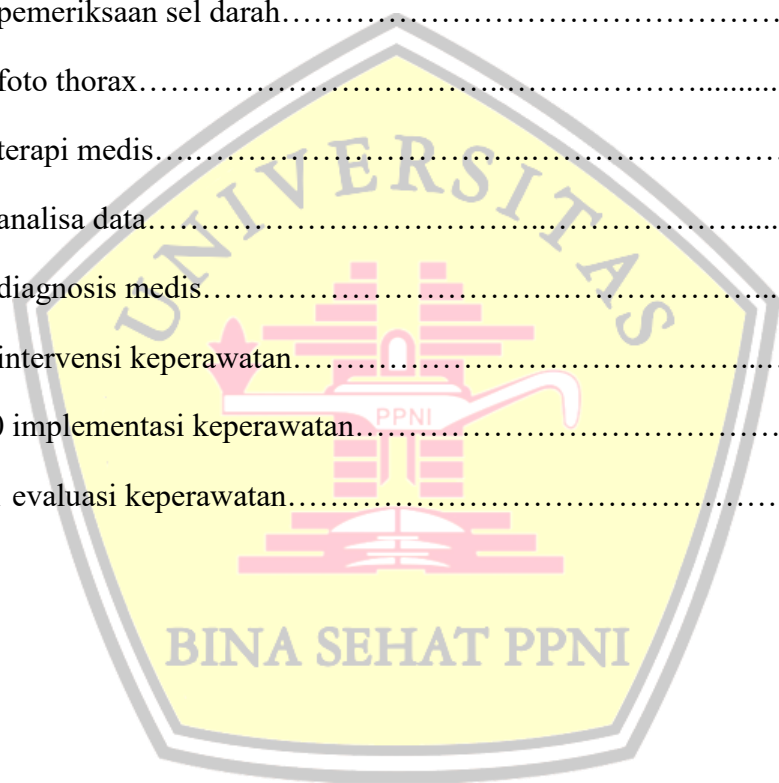 pemeriksaan sel darah……………………………………………
foto thorax……………………………..………………..........
terapi medis….…………………………...……………………
analisa data………………………………..………………......
diagnosis medis…………………………….………………....
intervensi keperawatan……………………………………...…
0 implementasi keperawatan……………………………………
evaluasi keperawatan……………………………………………
UNIVERSITAS
PPNI
BINA SEHAT PPNI